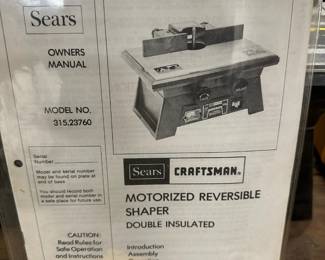 Sears
OWNERS
MANUAL
MODEL NO.
315.23760
Serial
Number
Model and serial number
may be found on plate at
end of base
You should record both
model and serial number in
a safe place for future use.
CAUTION:
Read Rules for
Safe Operation
and Instructions
Sears CRAFTSMAN®
MOTORIZED REVERSIBLE
SHAPER
DOUBLE INSULATED
Introduction
Assembly